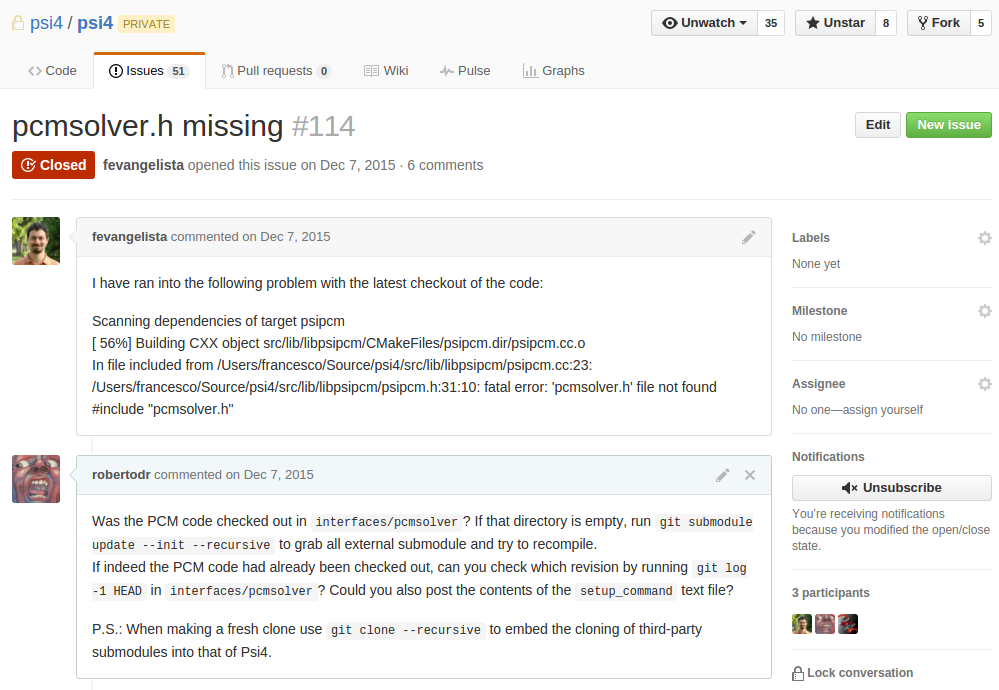 psi4 / psi4 PRIVATE
Unwatch 35
Unstar 8
Fork 5
Code
Issues 51
Pull requests 0
Wiki
Pulse
Graphs
pcmsolver.h missing #114
Edit
New issue
Closed
fevangelista opened this issue on Dec 7, 2015 · 6 comments
fevangelista commented on Dec 7, 2015
I have ran into the following problem with the latest checkout of the code:
Scanning dependencies of target psipcm
[ 56%] Building CXX object src/lib/libpsipcm/CMakeFiles/psipcm.dir/psipcm.cc.o
In file included from /Users/francesco/Source/psi4/src/lib/libpsipcm/psipcm.cc:23:
/Users/francesco/Source/psi4/src/lib/libpsipcm/psipcm.h:31:10: fatal error: 'pcmsolver.h' file not found
#include "pcmsolver.h"
robertodr commented on Dec 7, 2015
Was the PCM code checked out in interfaces/pcmsolver ? If that directory is empty, run git submodule
update --init --recursive to grab all external submodule and try to recompile.
If indeed the PCM code had already been checked out, can you check which revision by running git log
-1 HEAD in interfaces/pcmsolver ? Could you also post the contents of the setup_command text file?
P.S.: When making a fresh clone use git clone --recursive to embed the cloning of third-party
submodules into that of Psi4.
Labels
None yet
Milestone
No milestone
Assignee
No one—assign yourself
Notifications
Unsubscribe
You're receiving notifications
because you modified the open/close
state.
3 participants
Lock conversation